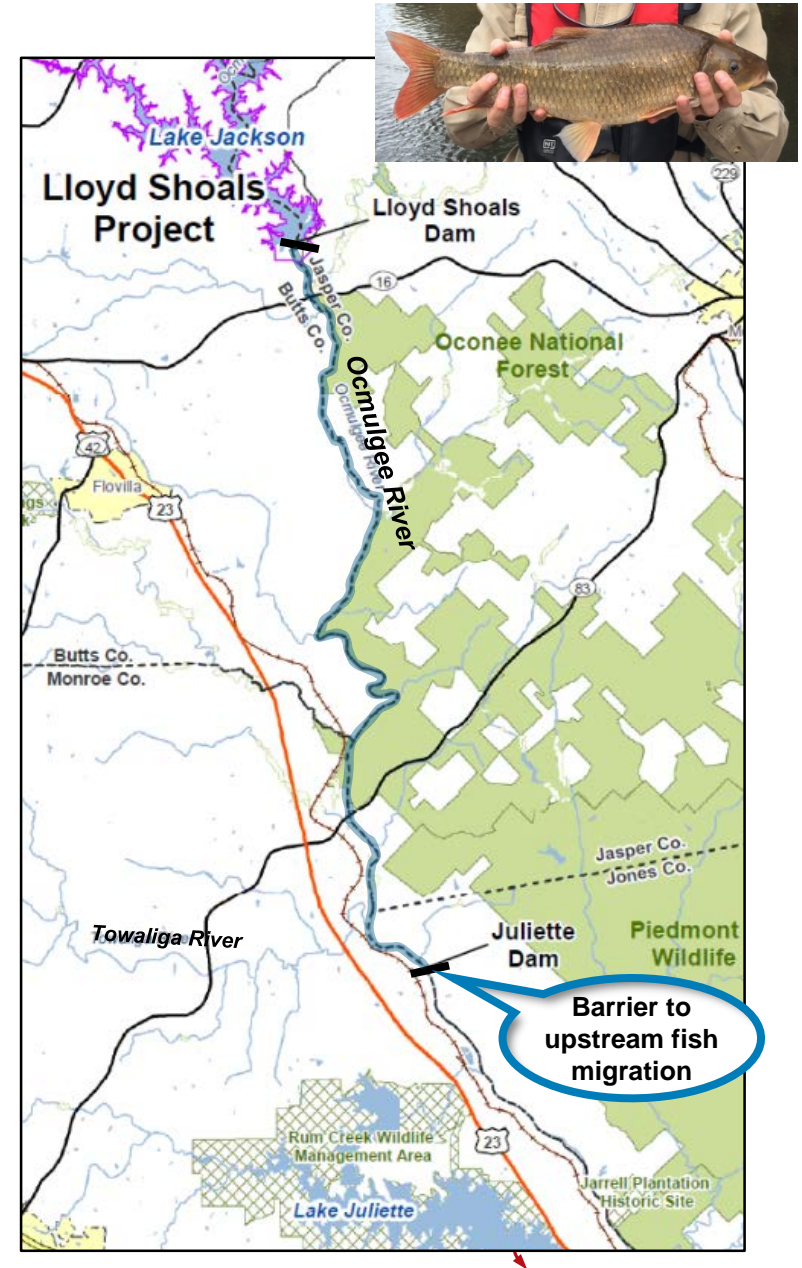 Lake Jackson
Lloyd Shoals
Project
Lloyd Shoals
Dam
229
Jasper Co.
Butts Co.
16
Oconee National
Forest
Ocmulgee River
Ocmulgee River
42
Flovilla
23
83
Butts Co.
Monroe Co.
Jasper Co.
Jones Co.
Towaliga River
Juliette
Dam
Piedmont
Wildlife
Barrier to
upstream fish
migration
Rum Creek Wildlife
Management Area
23
Jarrell Plantation
Historic Site
Lake Juliette